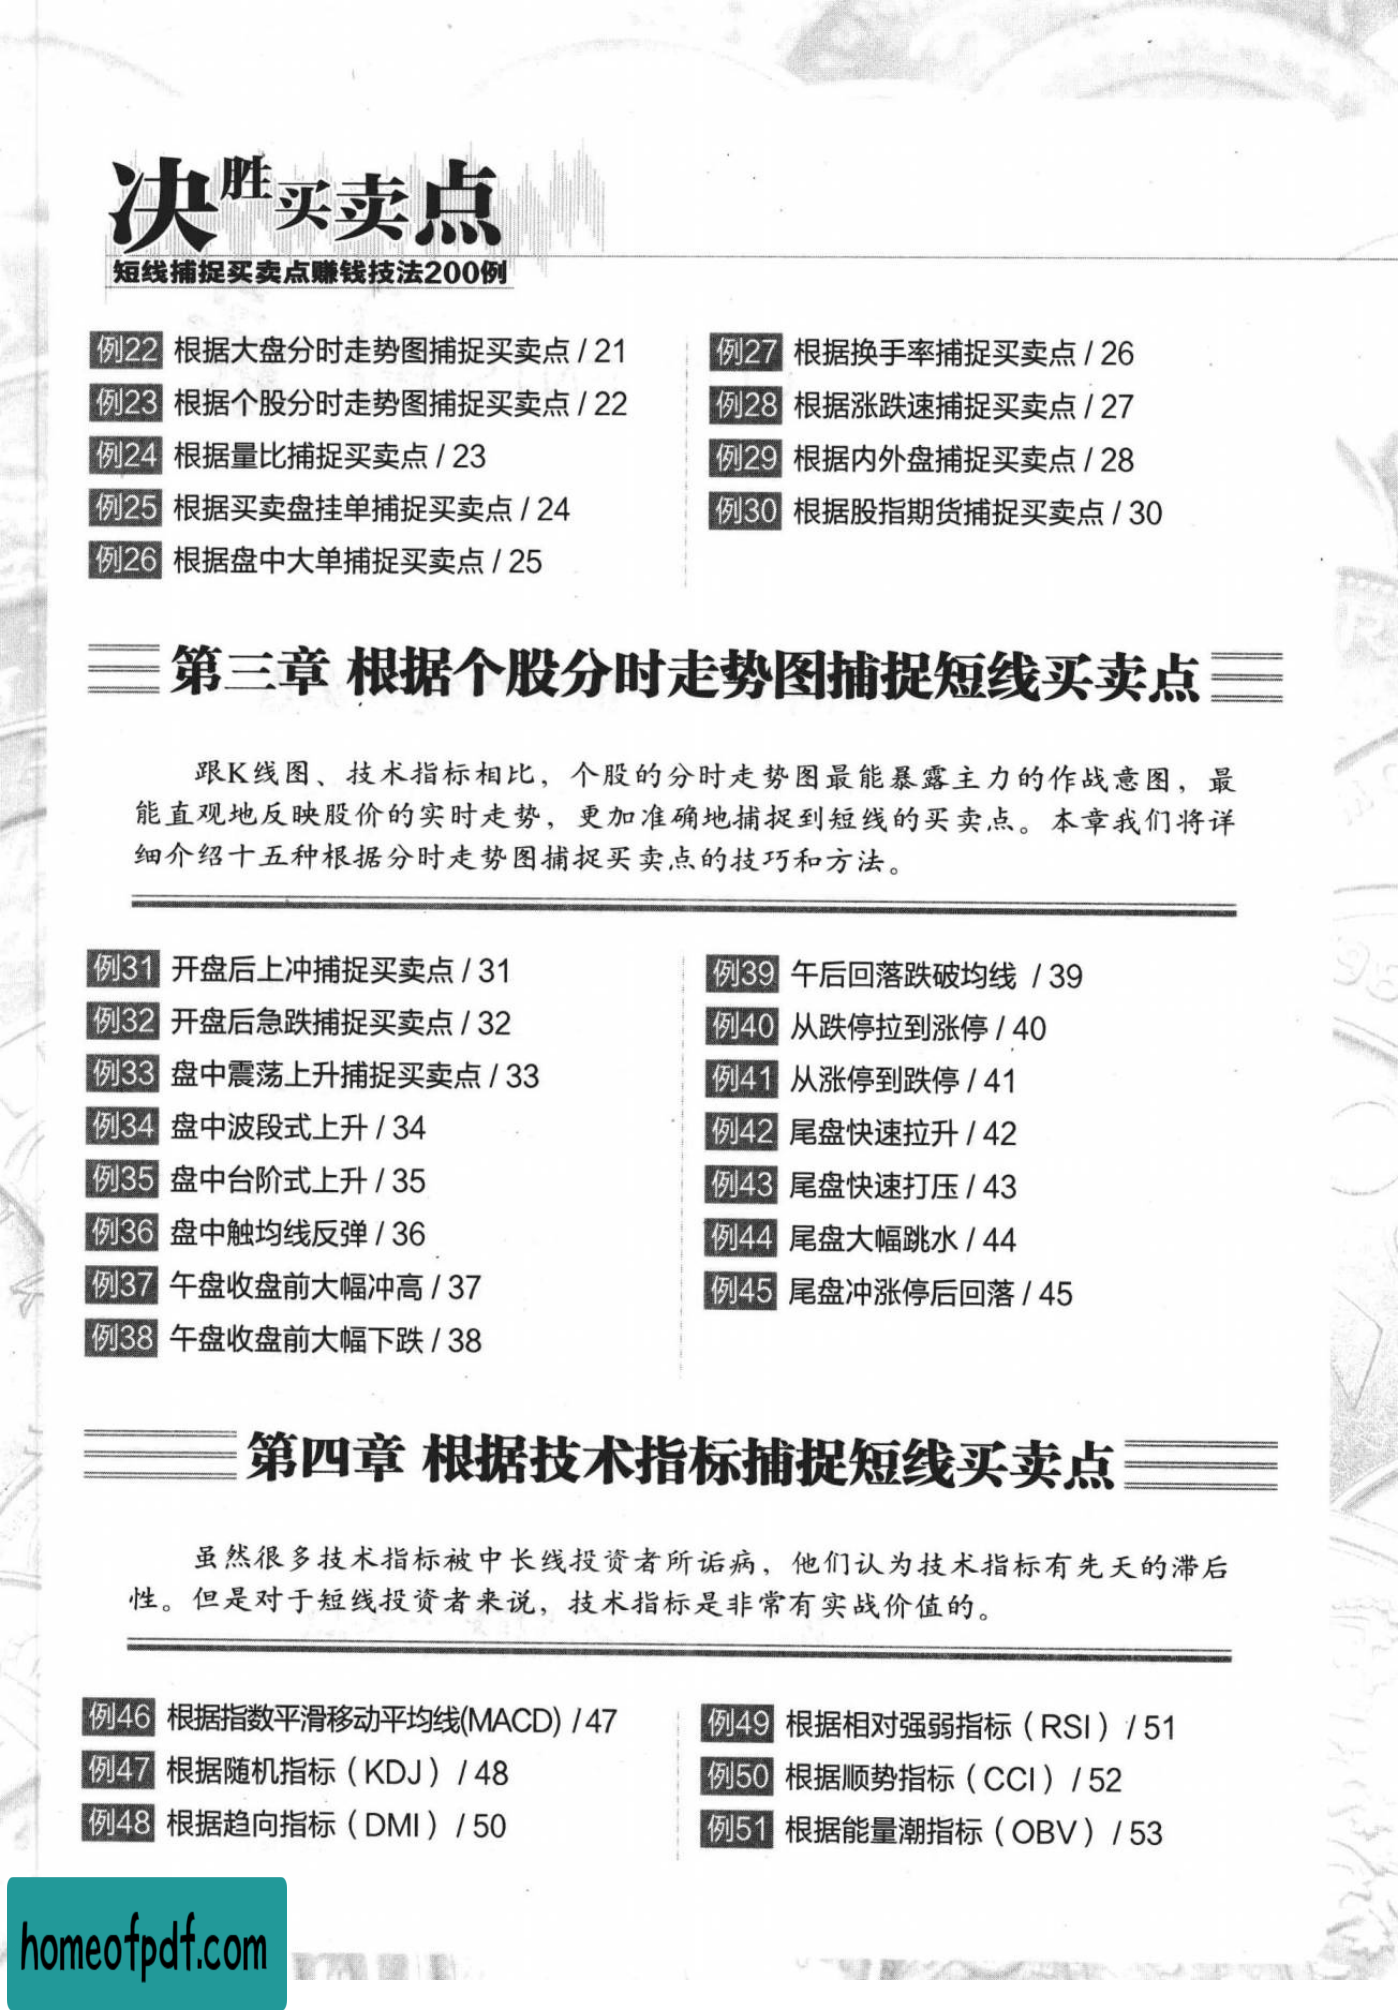 决胜买卖点
短线捕捉买卖点赚钱技法200例
例22 根据大盘分时走势图捕捉买卖点 / 21
例23 根据个股分时走势图捕捉买卖点 / 22
例24 根据量比捕捉买卖点 / 23
例25 根据买卖盘挂单捕捉买卖点 / 24
例26 根据盘中大单捕捉买卖点 / 25
例27 根据换手率捕捉买卖点 / 26
例28 根据涨跌速捕捉买卖点 / 27
例29 根据内外盘捕捉买卖点 / 28
例30 根据股指期货捕捉买卖点 / 30
第三章 根据个股分时走势图捕捉短线买卖点
跟K线图、技术指标相比，个股的分时走势图最能暴露主力的作战意图，最
能直观地反映股价的实时走势，更加准确地捕捉到短线的买卖点。本章我们将详
细介绍十五种根据分时走势图捕捉买卖点的技巧和方法。
例31 开盘后上冲捕捉买卖点 / 31
例32 开盘后急跌捕捉买卖点 / 32
例33 盘中震荡上升捕捉买卖点 / 33
例34 盘中波段式上升 / 34
例35 盘中台阶式上升 / 35
例36 盘中触均线反弹 / 36
例37 午盘收盘前大幅冲高 / 37
例38 午盘收盘前大幅下跌 / 38
例39 午后回落跌破均线 / 39
例40 从跌停拉到涨停 / 40
例41 从涨停到跌停 / 41
例42 尾盘快速拉升 / 42
例43 尾盘快速打压 / 43
例44 尾盘大幅跳水 / 44
例45 尾盘冲涨停后回落 / 45
第四章 根据技术指标捕捉短线买卖点
虽然很多技术指标被中长线投资者所诟病，他们认为技术指标有先天的滞后
性。但是对于短线投资者来说，技术指标是非常有实战价值的。
例46 根据指数平滑移动平均线(MACD) / 47
例47 根据随机指标（KDJ） / 48
例48 根据趋向指标（DMI） / 50
例49 根据相对强弱指标（RSI） / 51
例50 根据顺势指标（CCI） / 52
例51 根据能量潮指标（OBV） / 53
homeofpdf.com